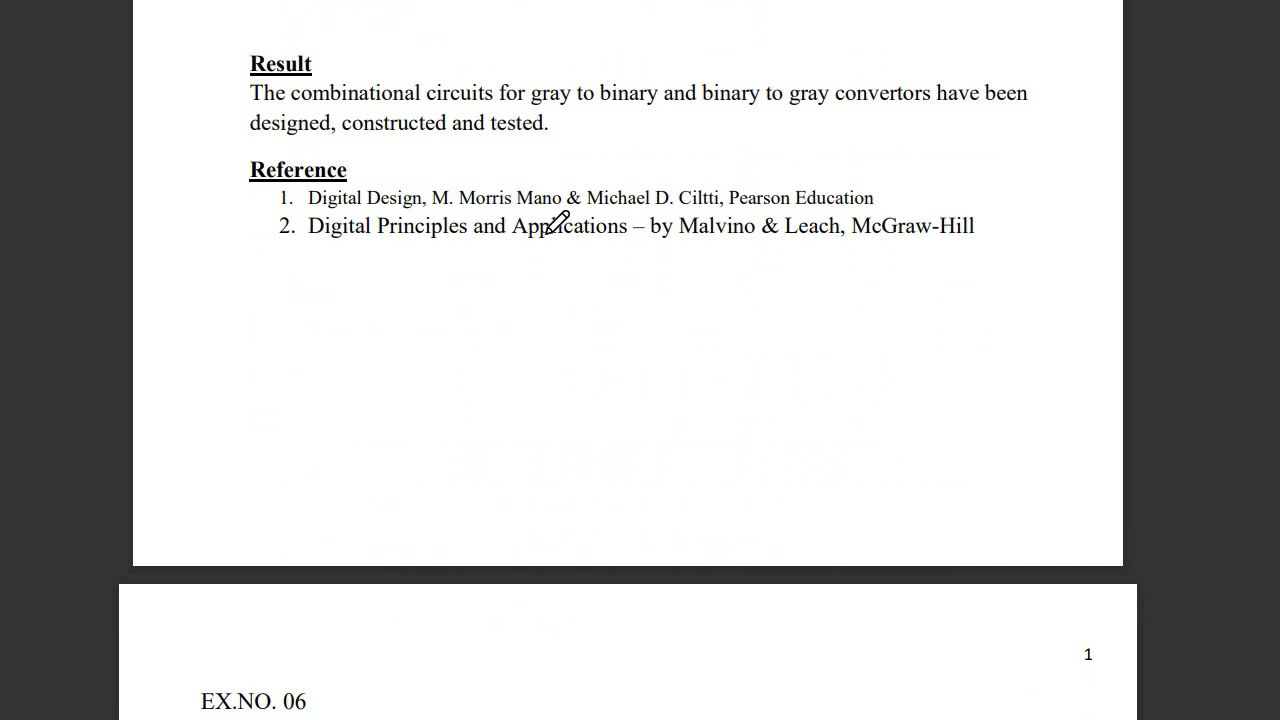 Result
The combinational circuits for gray to binary and binary to gray convertors have been
designed, constructed and tested.
Reference
1. Digital Design, M. Morris Mano & Michael D. Ciltti, Pearson Education
2. Digital Principles and Applications – by Malvino & Leach, McGraw-Hill
1
EX.NO. 06